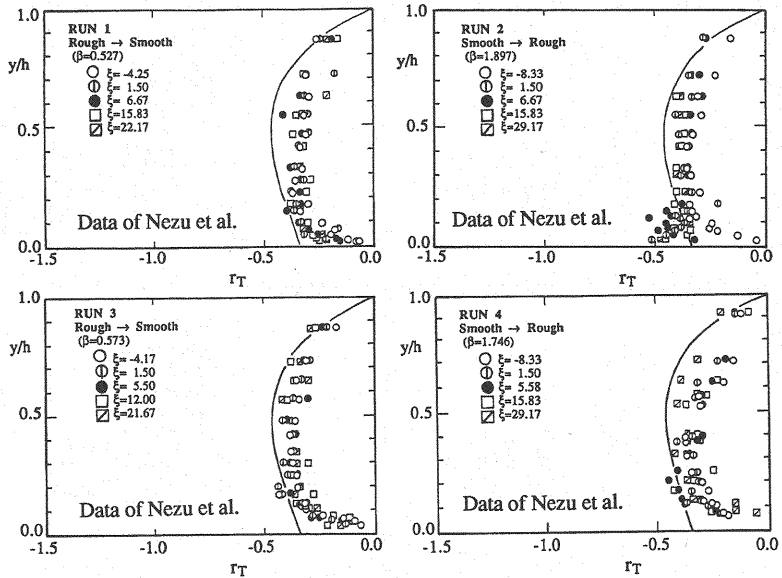 1.0
RUN 1
Rough → Smooth
(β=0.527)
y/h
ξ= -4.25
ξ= 1.50
ξ= 6.67
ξ=15.83
ξ=22.17
0.5
Data of Nezu et al.
0.0
-1.5 -1.0 -0.5 0.0
rT
1.0
RUN 2
Smooth → Rough
(β=1.897)
y/h
ξ= -8.33
ξ= 1.50
ξ= 6.67
ξ=15.83
ξ=29.17
0.5
Data of Nezu et al.
0.0
-1.5 -1.0 -0.5 0.0
rT
1.0
RUN 3
Rough → Smooth
(β=0.573)
y/h
ξ= -4.17
ξ= 1.50
ξ= 5.50
ξ=12.00
ξ=21.67
0.5
Data of Nezu et al.
0.0
-1.5 -1.0 -0.5 0.0
rT
1.0
RUN 4
Smooth → Rough
(β=1.746)
y/h
ξ= -8.33
ξ= 1.50
ξ= 5.58
ξ=15.83
ξ=29.17
0.5
Data of Nezu et al.
0.0
-1.5 -1.0 -0.5 0.0
rT